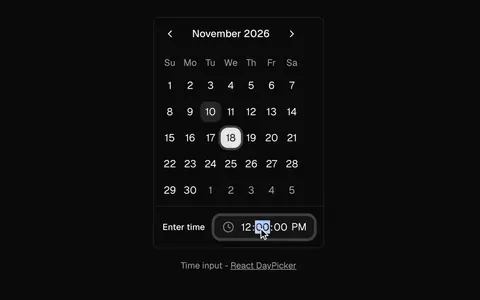 November 2026
Su Mo Tu We Th Fr Sa
1 2 3 4 5 6 7
8 9 10 11 12 13 14
15 16 17 18 19 20 21
22 23 24 25 26 27 28
29 30 1 2 3 4 5
Enter time 12:00:00 PM
Time input - React DayPicker